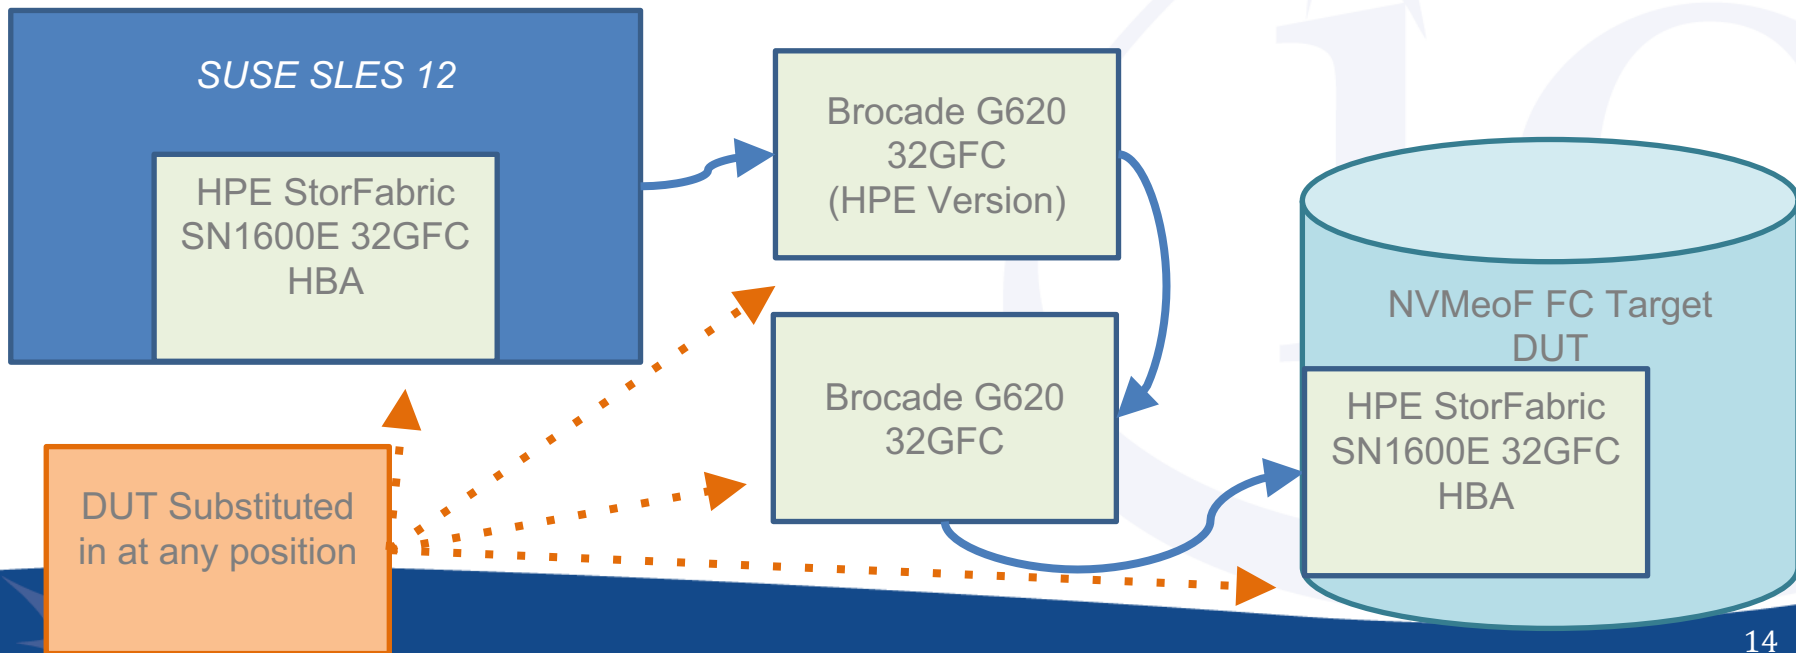 SUSE SLES 12
HPE StorFabric
SN1600E 32GFC
HBA
Brocade G620
32GFC
(HPE Version)
Brocade G620
32GFC
NVMeoF FC Target
DUT
HPE StorFabric
SN1600E 32GFC
HBA
DUT Substituted
in at any position
14